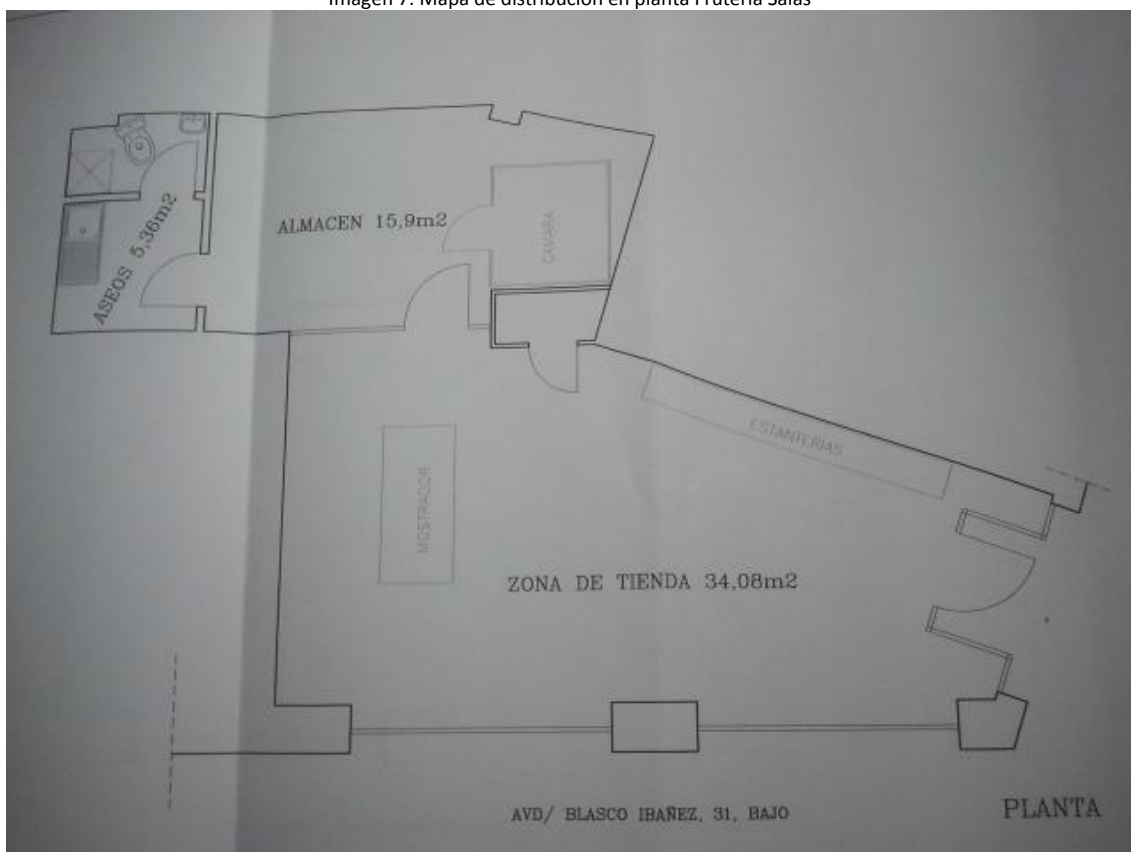 Imagen 7. Mapa de distribución en planta Frutería Salas
ASEOS 5,36m2
ALMACEN 15,9m2
CAMARA
MOSTRADOR
ESTANTERIAS
ZONA DE TIENDA 34,08m2
AVD/ BLASCO IBAÑEZ, 31, BAJO
PLANTA